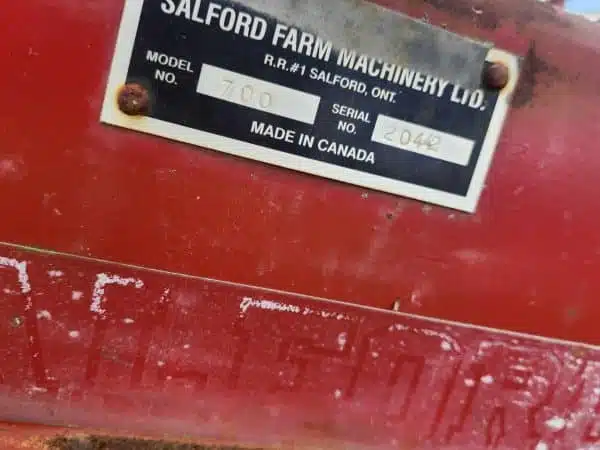 SALFORD FARM MACHINERY LTD.
R.R.#1 SALFORD, ONT.
MODEL NO. 700 SERIAL NO. 2042
MADE IN CANADA